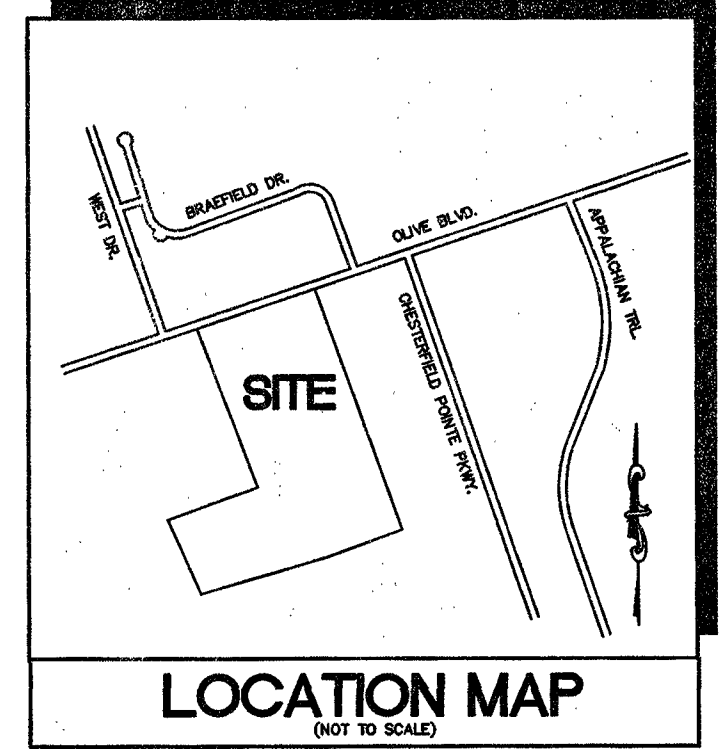 WEST DR.
BRAEFIELD DR.
OLIVE BLVD.
APPALACHIAN TRL.
CHESTERFIELD POINTE PKWY.
SITE
LOCATION MAP
(NOT TO SCALE)